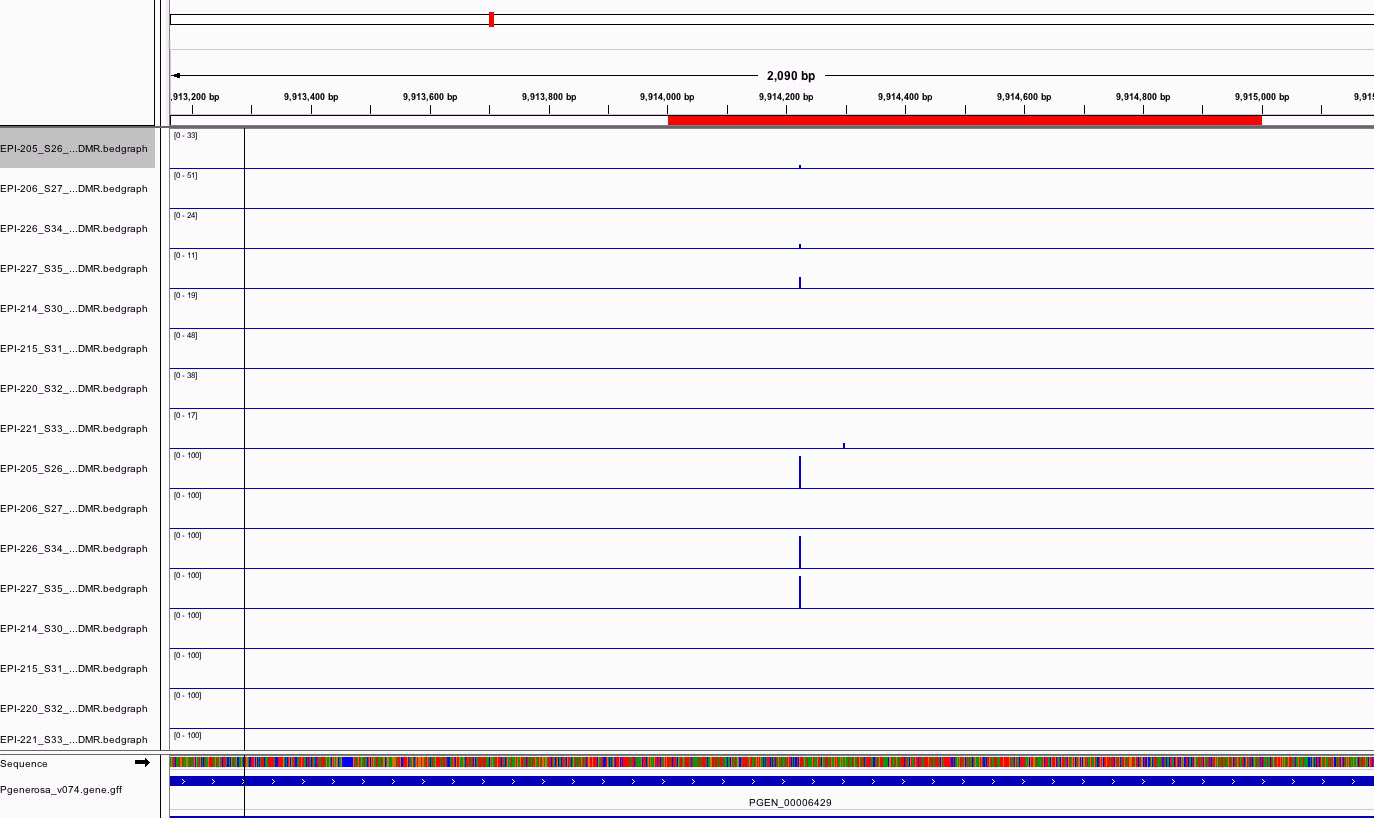 2,090 bp
,913,200 bp 9,913,400 bp 9,913,600 bp 9,913,800 bp 9,914,000 bp 9,914,200 bp 9,914,400 bp 9,914,600 bp 9,914,800 bp 9,915,000 bp 9,915
[0 - 33]
EPI-205_S26_...DMR.bedgraph
[0 - 51]
EPI-206_S27_...DMR.bedgraph
[0 - 24]
EPI-226_S34_...DMR.bedgraph
[0 - 11]
EPI-227_S35_...DMR.bedgraph
[0 - 19]
EPI-214_S30_...DMR.bedgraph
[0 - 48]
EPI-215_S31_...DMR.bedgraph
[0 - 38]
EPI-220_S32_...DMR.bedgraph
[0 - 17]
EPI-221_S33_...DMR.bedgraph
[0 - 100]
EPI-205_S26_...DMR.bedgraph
[0 - 100]
EPI-206_S27_...DMR.bedgraph
[0 - 100]
EPI-226_S34_...DMR.bedgraph
[0 - 100]
EPI-227_S35_...DMR.bedgraph
[0 - 100]
EPI-214_S30_...DMR.bedgraph
[0 - 100]
EPI-215_S31_...DMR.bedgraph
[0 - 100]
EPI-220_S32_...DMR.bedgraph
[0 - 100]
EPI-221_S33_...DMR.bedgraph
Sequence
Pgenerosa_v074.gene.gff
PGEN_00006429